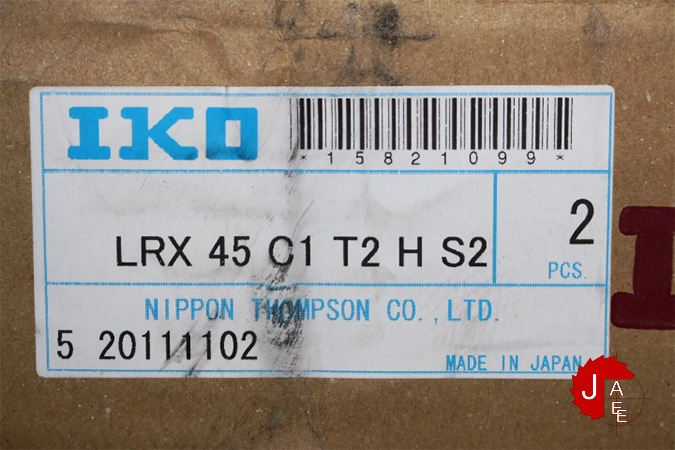 IKO
*15821099*
LRX 45 C1 T2 H S2
2
PCS.
NIPPON THOMPSON CO.,LTD.
5 20111102
MADE IN JAPAN
JAEE